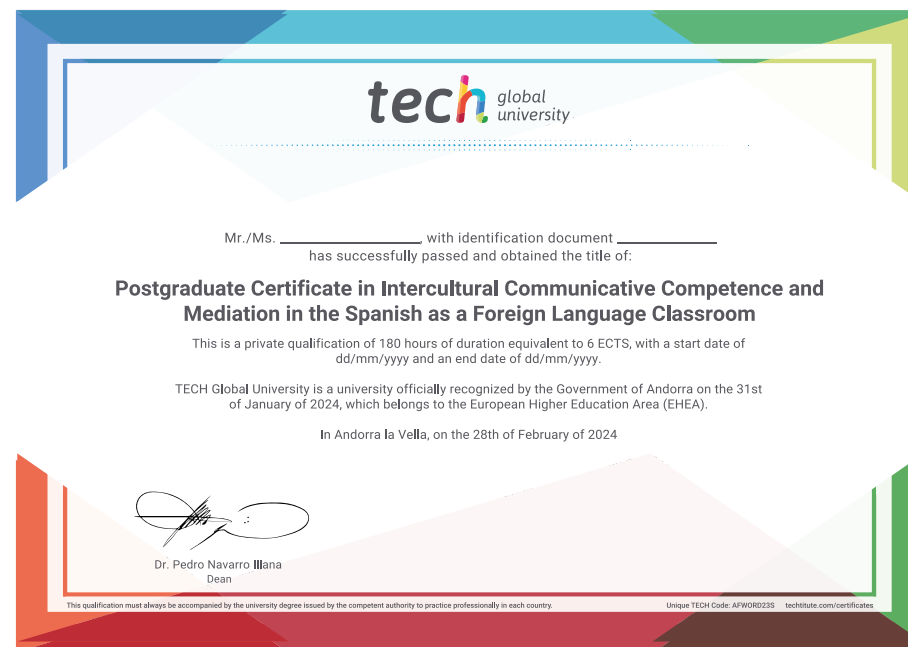 tech global university
Mr./Ms. ____________________, with identification document ______________
has successfully passed and obtained the title of:
Postgraduate Certificate in Intercultural Communicative Competence and
Mediation in the Spanish as a Foreign Language Classroom
This is a private qualification of 180 hours of duration equivalent to 6 ECTS, with a start date of
dd/mm/yyyy and an end date of dd/mm/yyyy.
TECH Global University is a university officially recognized by the Government of Andorra on the 31st
of January of 2024, which belongs to the European Higher Education Area (EHEA).
In Andorra la Vella, on the 28th of February of 2024
Dr. Pedro Navarro Illana
Dean
This qualification must always be accompanied by the university degree issued by the competent authority to practice professionally in each country.
Unique TECH Code: AFWORD23S techtitute.com/certificates